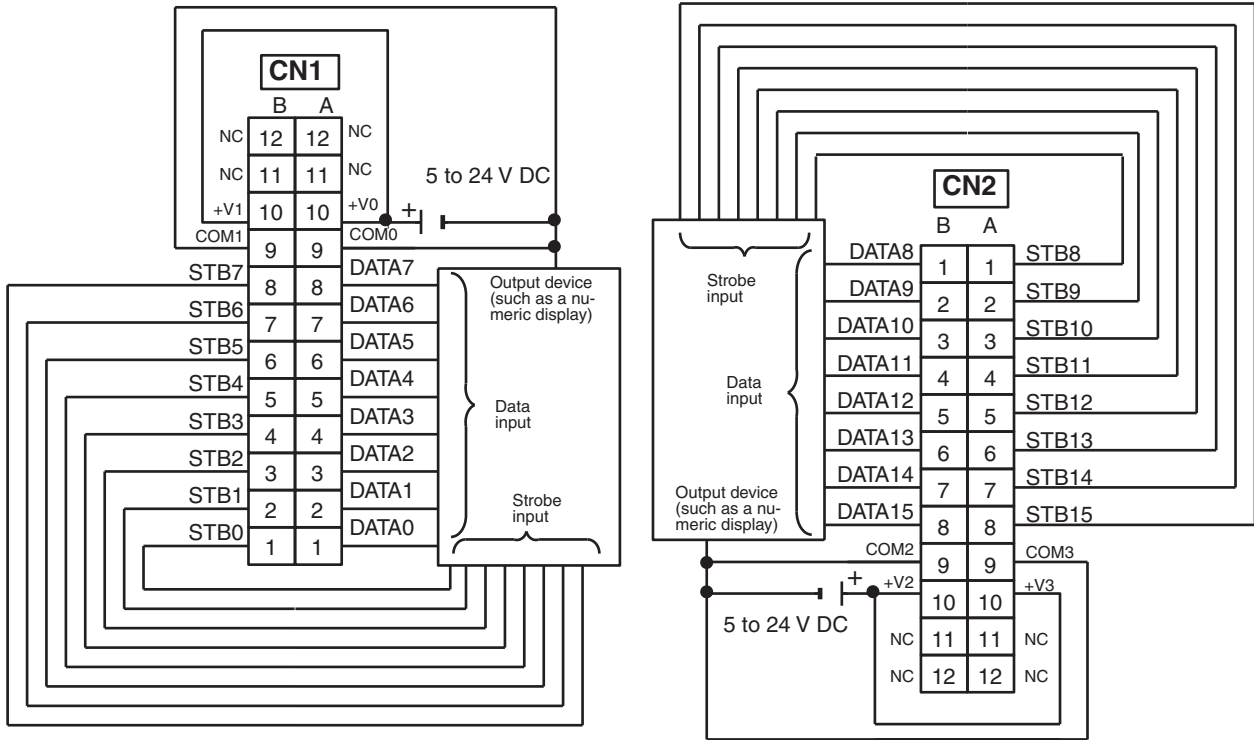 CN1
B A
NC 12 12 NC
NC 11 11 NC
5 to 24 V DC
+V1 10 10 +V0 +
COM1 9 9 COM0
STB7 8 8 DATA7
STB6 7 7 DATA6
STB5 6 6 DATA5
STB4 5 5 DATA4
STB3 4 4 DATA3
STB2 3 3 DATA2
STB1 2 2 DATA1
STB0 1 1 DATA0
Output device
(such as a nu-
meric display)
Data
input
Strobe
input
CN2
B A
DATA8 1 1 STB8
DATA9 2 2 STB9
DATA10 3 3 STB10
DATA11 4 4 STB11
DATA12 5 5 STB12
DATA13 6 6 STB13
DATA14 7 7 STB14
DATA15 8 8 STB15
COM2 9 9 COM3
+ +V2 10 10 +V3
5 to 24 V DC
NC 11 11 NC
NC 12 12 NC
Strobe
input
Data
input
Output device
(such as a nu-
meric display)